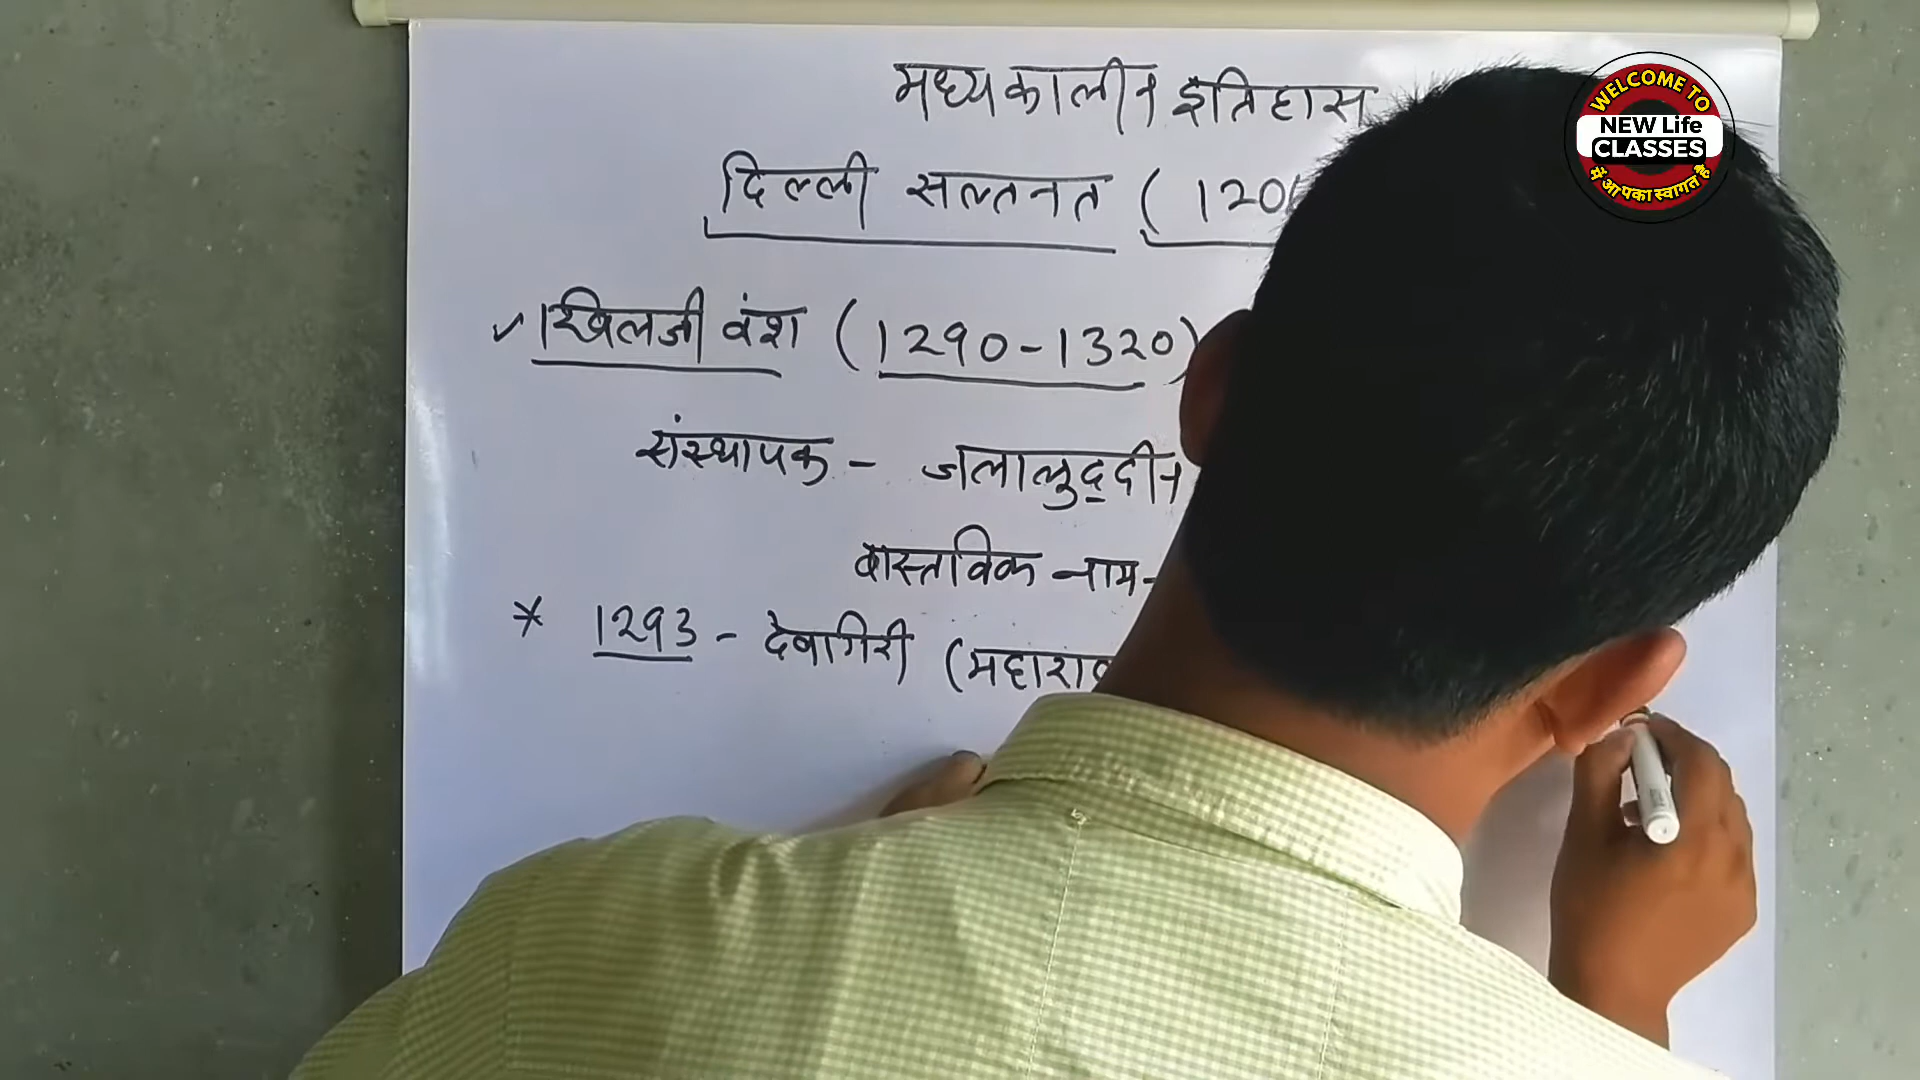 मध्यकालीन इतिहास
दिल्ली सल्तनत ( 120
✓ खिलजी वंश ( 1290-1320)
संस्थापक - जलालुद्दीन
वास्तविक नाम-
* 1293 - देवागिरी (महारा
WELCOME TO
NEW Life
CLASSES
में आपका स्वागत है